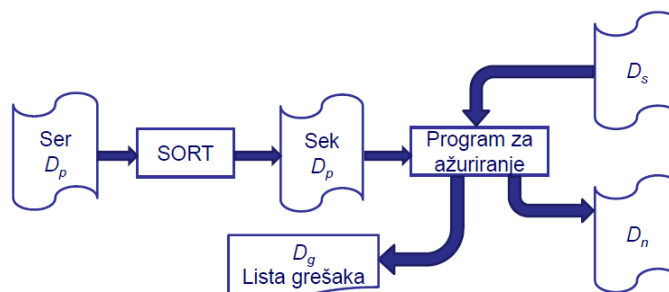 Ser
Dp
SORT
Sek
Dp
Program za
ažuriranje
Ds
Dn
Dg
Lista grešaka